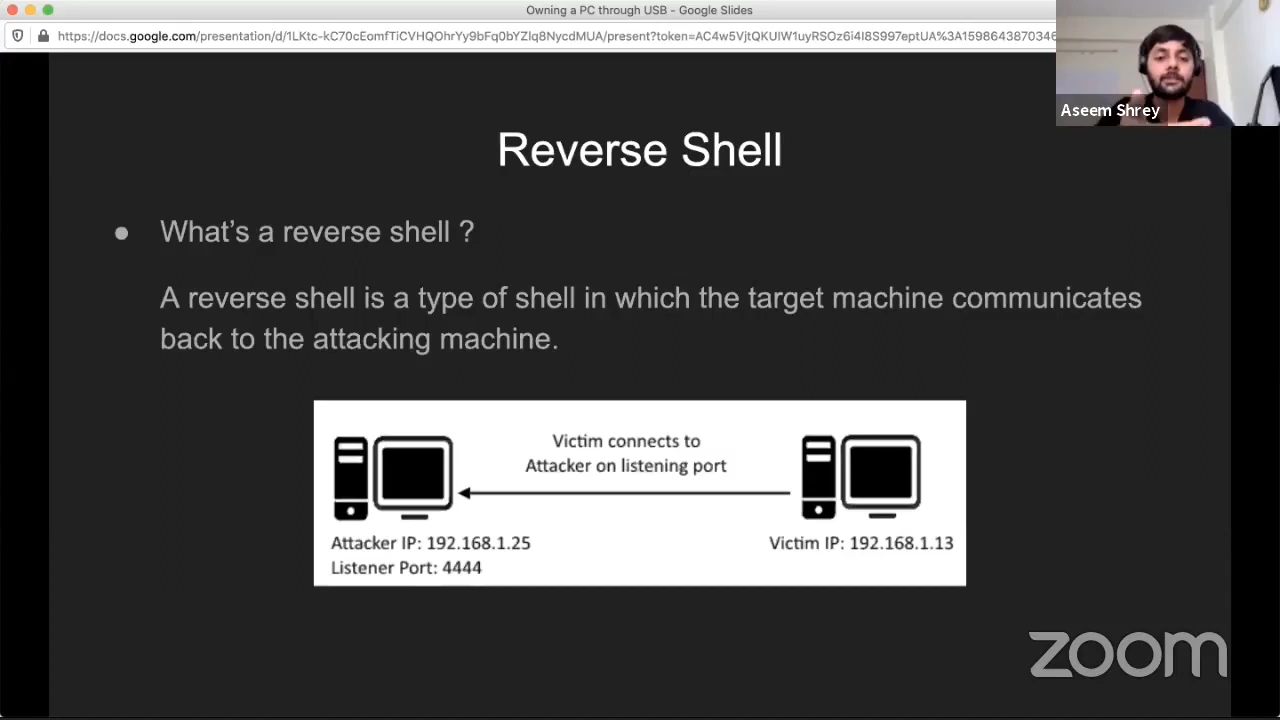 Owning a PC through USB - Google Slides
https://docs.google.com/presentation/d/1LKtc-kC70cEomfTiCVHQOhrYy9bFq0bYZIq8NycdMUA/present?token=AC4w5VjtQKUIW1uyRSOz6i4I8S997eptUA%3A1598643870346
Aseem Shrey
Reverse Shell
● What’s a reverse shell ?
A reverse shell is a type of shell in which the target machine communicates
back to the attacking machine.
Victim connects to
Attacker on listening port
Attacker IP: 192.168.1.25
Listener Port: 4444
Victim IP: 192.168.1.13
zoom